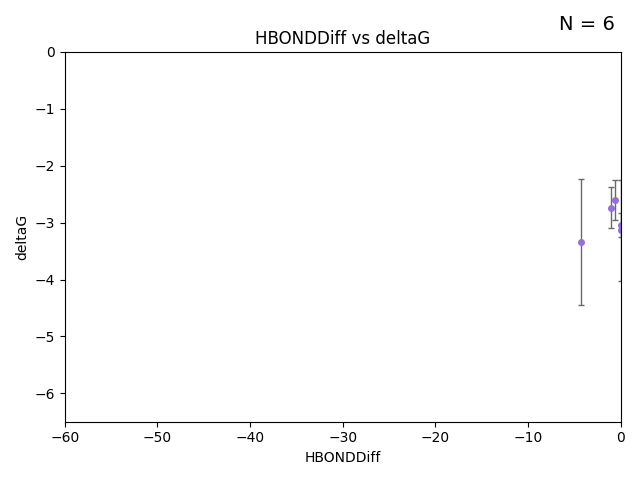 N = 6
HBONDDiff vs deltaG
0
−1
−2
−3
−4
−5
−6
deltaG
−60 −50 −40 −30 −20 −10 0
HBONDDiff